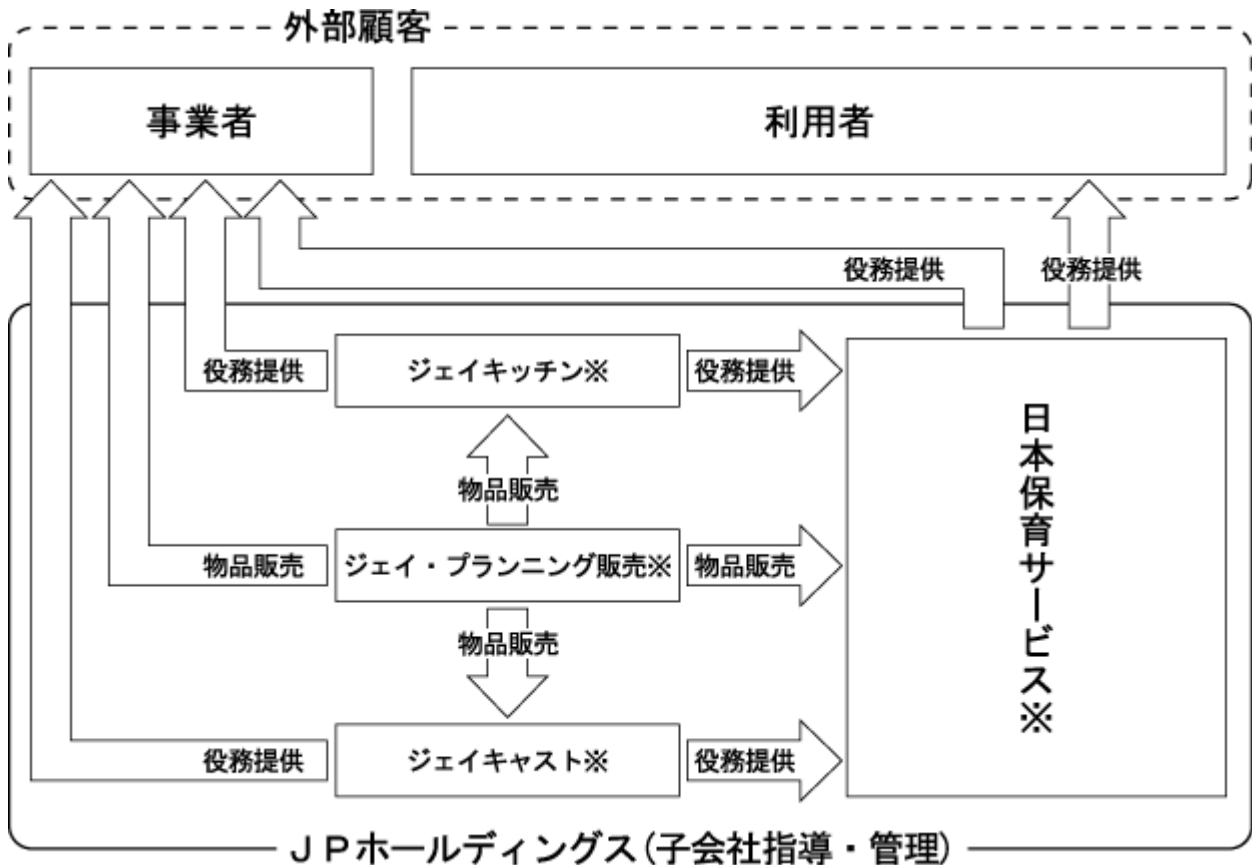 外部顧客
事業者
利用者
役務提供
役務提供
役務提供
ジェイキッチン※
役務提供
物品販売
物品販売
ジェイ・プランニング販売※
物品販売
物品販売
役務提供
ジェイキャスト※
役務提供
日本保育サービス※
ＪＰホールディングス(子会社指導・管理)